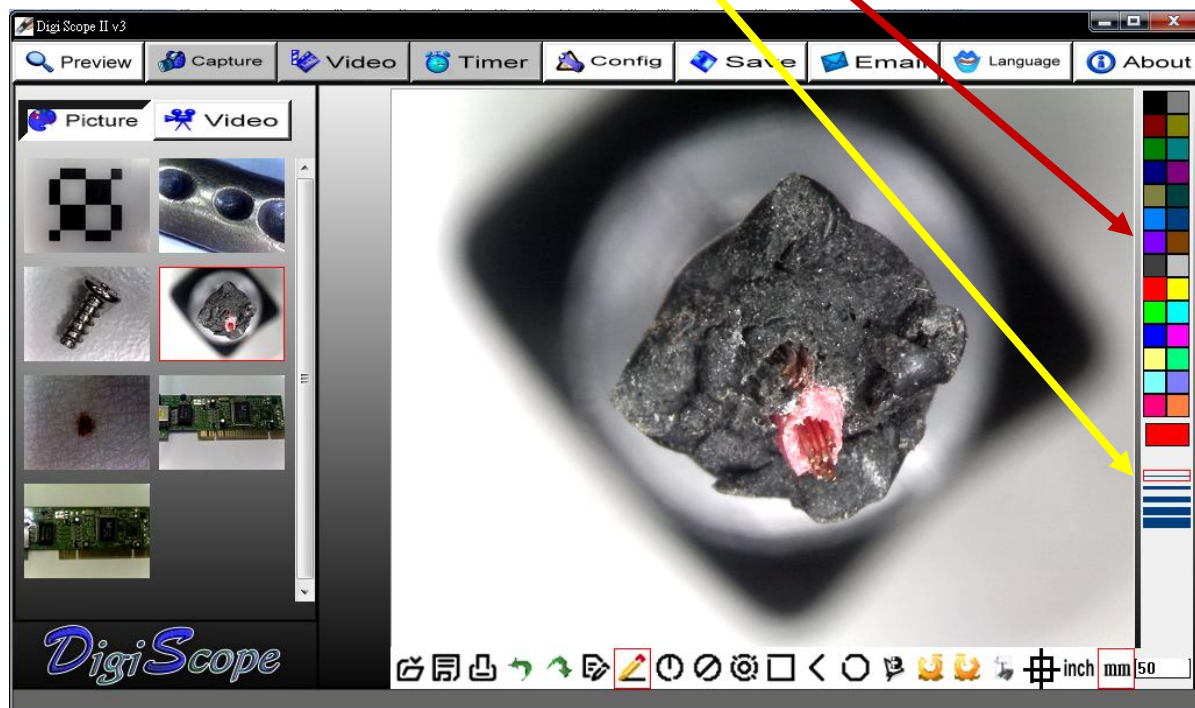 Digi Scope II v3
Preview Capture Video Timer Config Save Email Language About
Picture Video
DigiScope
inch mm 50